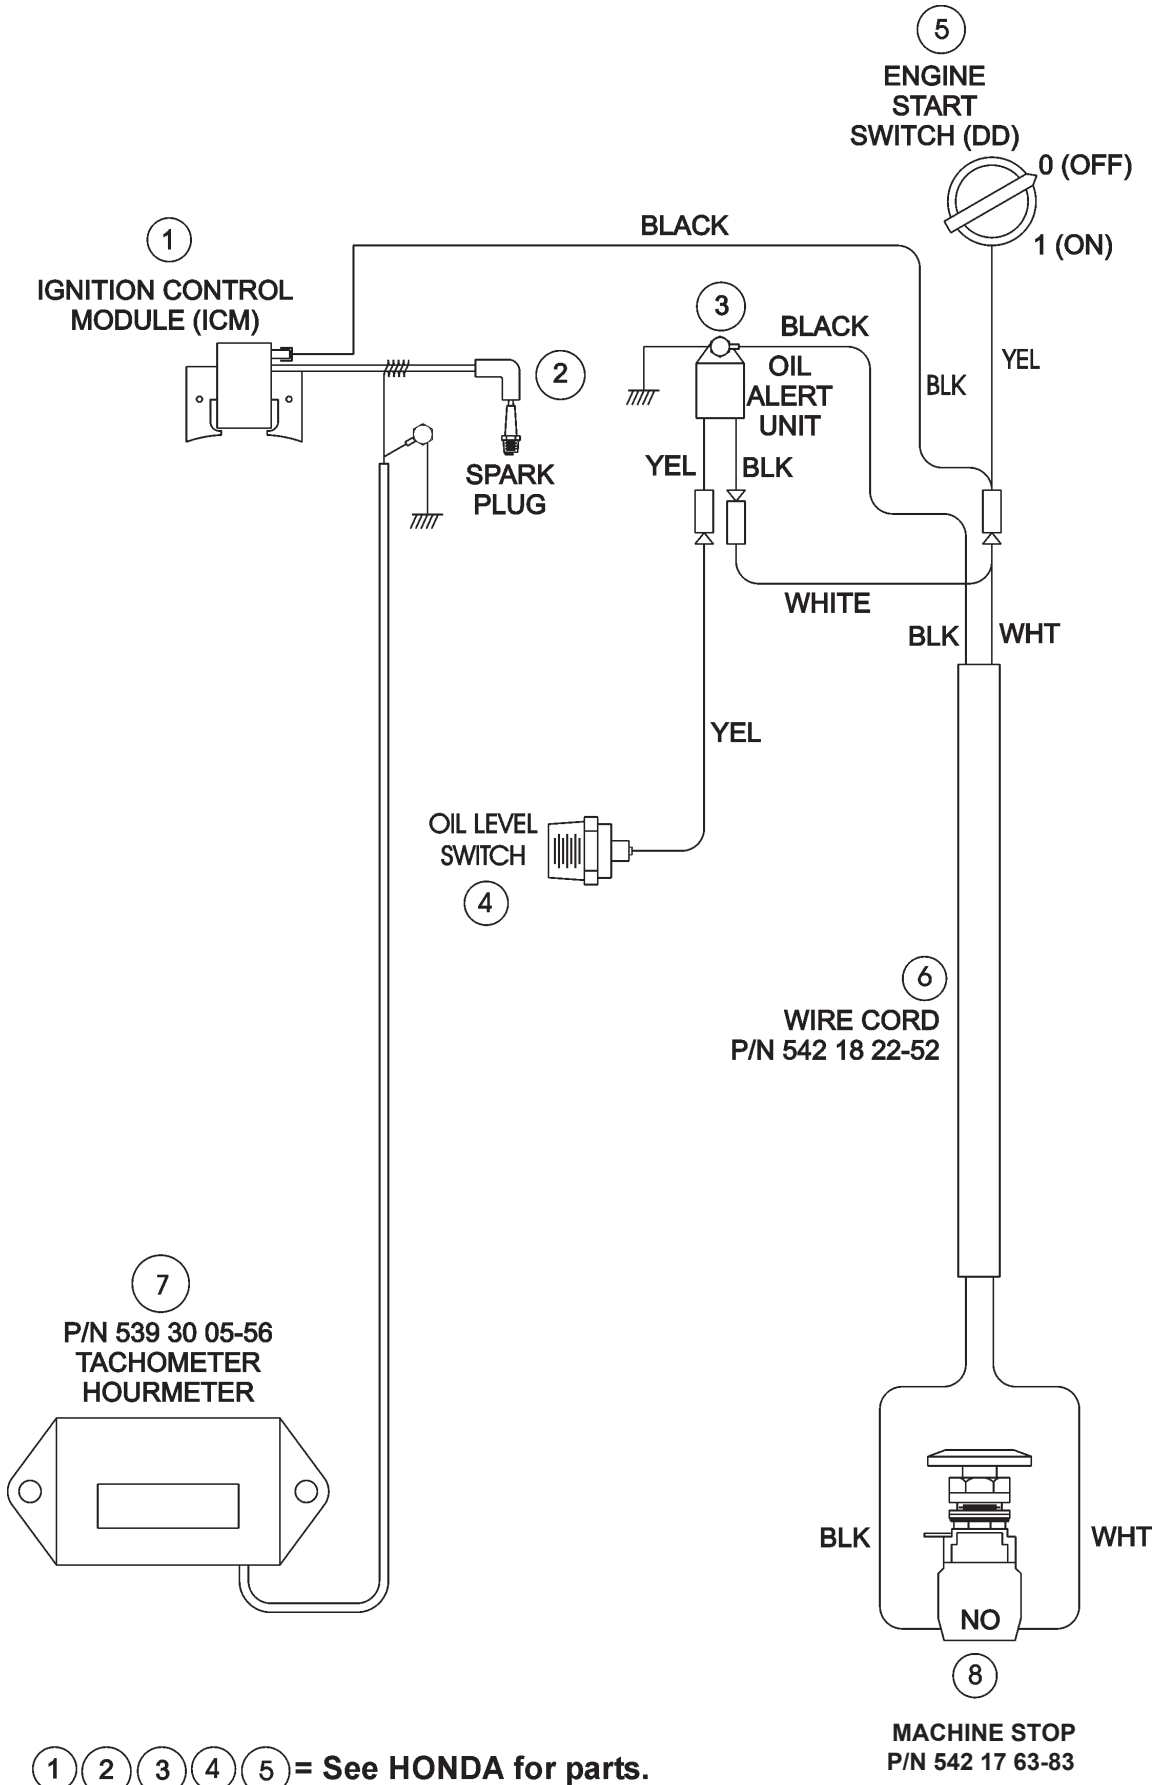 5
ENGINE
START
SWITCH (DD)
0 (OFF)
1 (ON)
BLACK
1
IGNITION CONTROL
MODULE (ICM)
3
BLACK
OIL
ALERT
UNIT
YEL
BLK
2
SPARK
PLUG
YEL
BLK
WHITE
BLK
WHT
YEL
OIL LEVEL
SWITCH
4
6
WIRE CORD
P/N 542 18 22-52
7
P/N 539 30 05-56
TACHOMETER
HOURMETER
BLK
WHT
NO
8
MACHINE STOP
P/N 542 17 63-83
1 2 3 4 5 = See HONDA for parts.